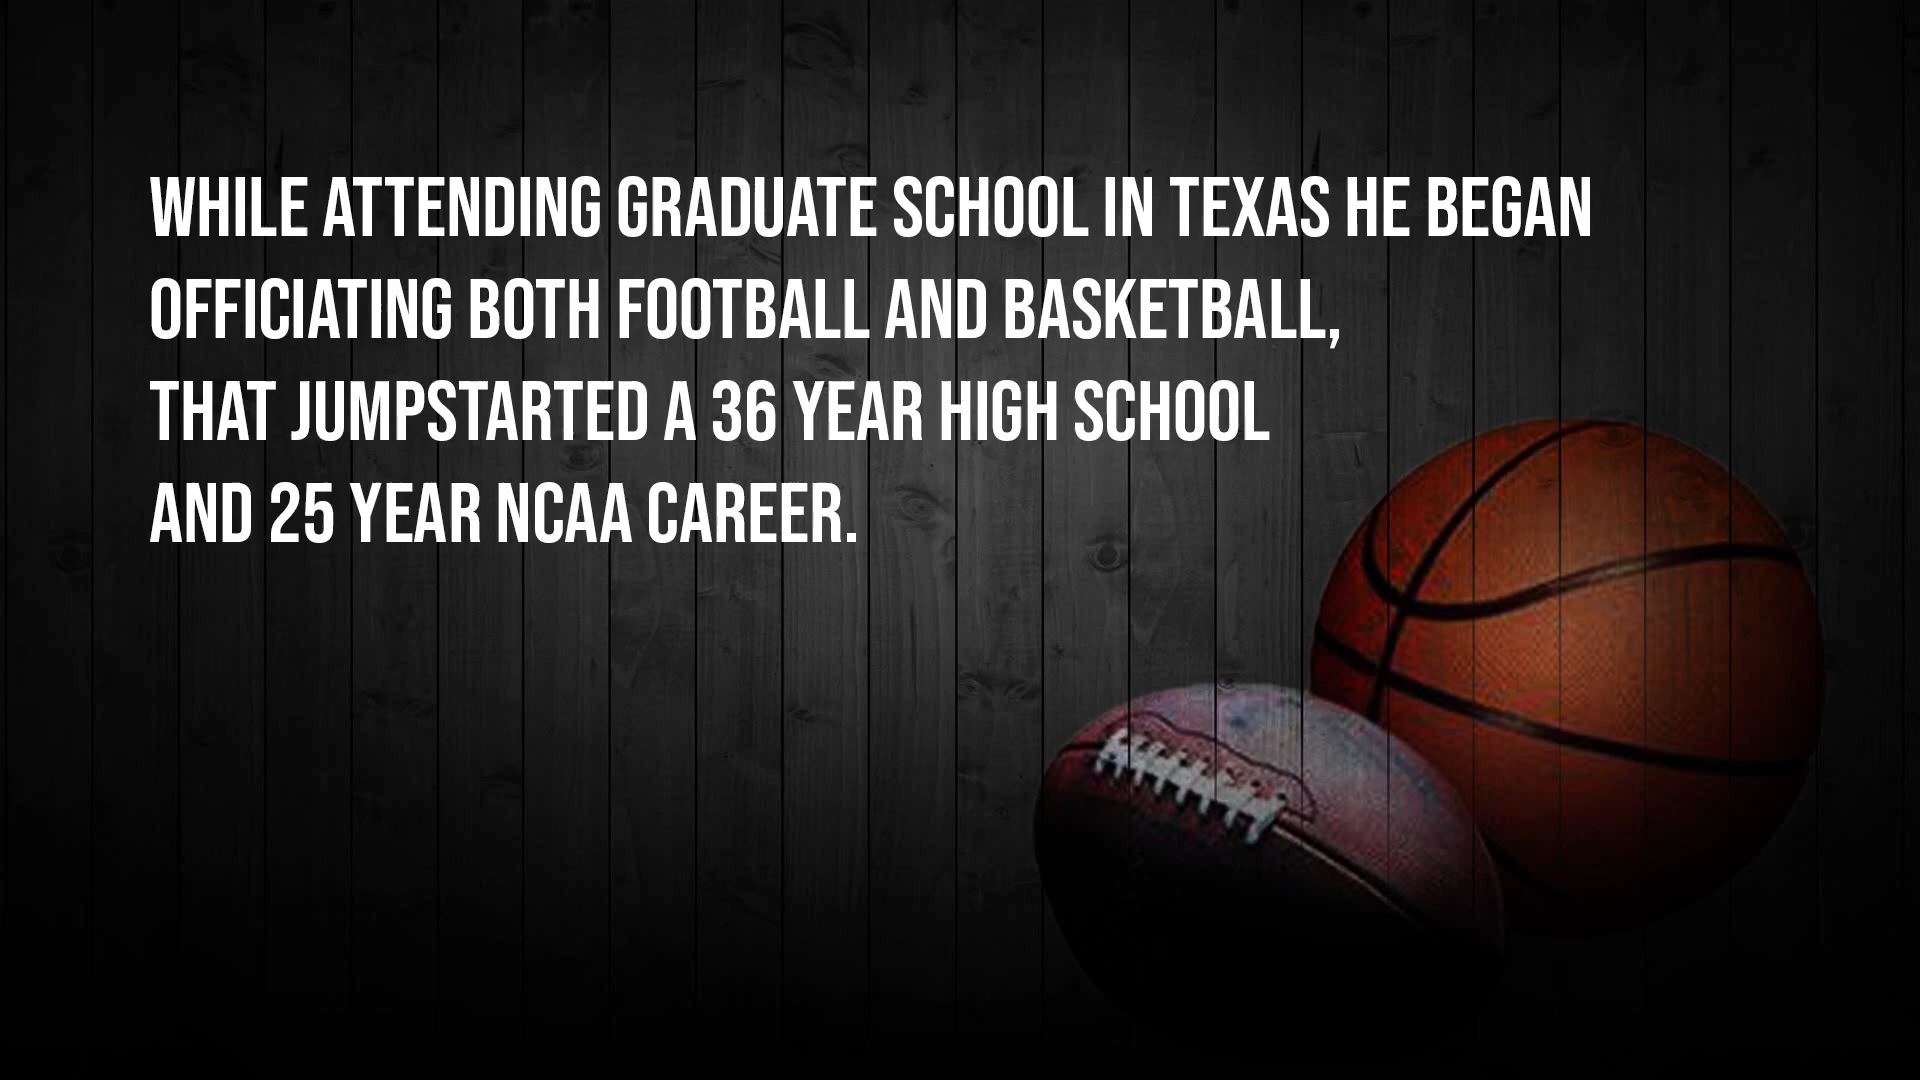 WHILE ATTENDING GRADUATE SCHOOL IN TEXAS HE BEGAN
OFFICIATING BOTH FOOTBALL AND BASKETBALL,
THAT JUMPSTARTED A 36 YEAR HIGH SCHOOL
AND 25 YEAR NCAA CAREER.